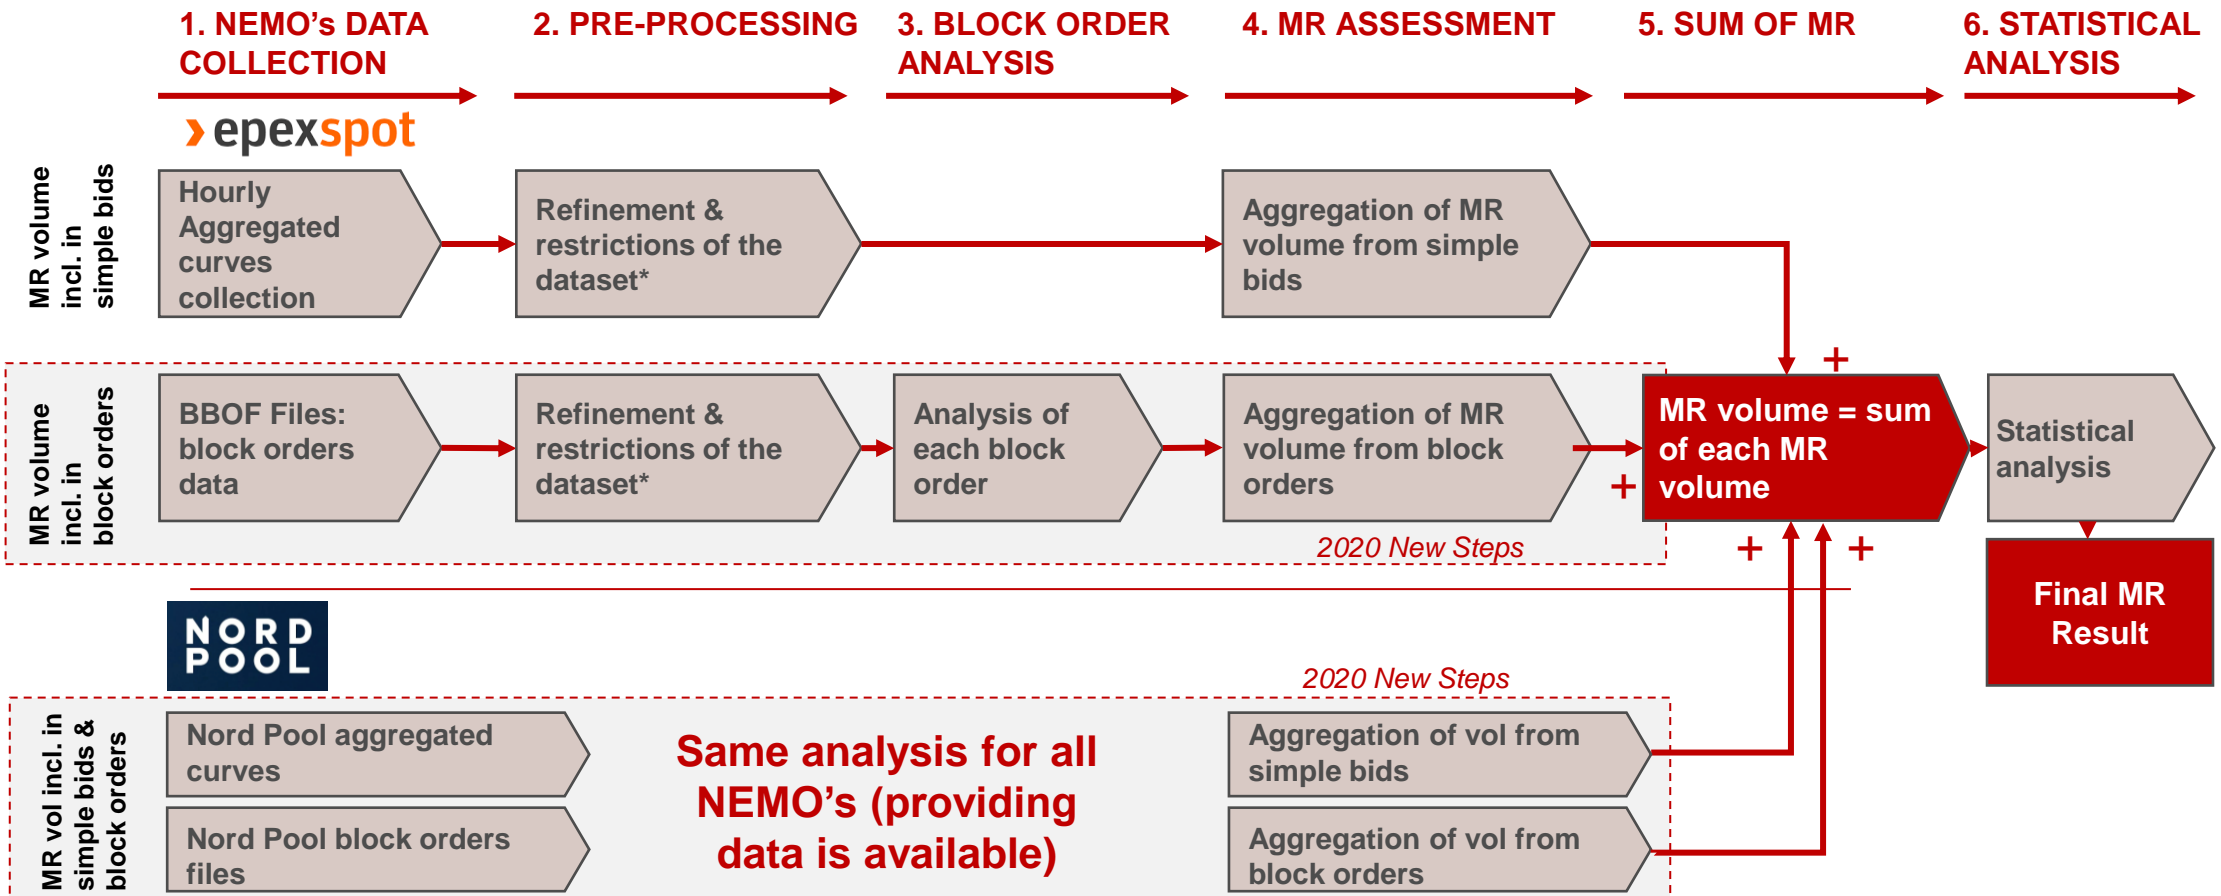 1. NEMO's DATA
COLLECTION
2. PRE-PROCESSING
3. BLOCK ORDER
ANALYSIS
4. MR ASSESSMENT
5. SUM OF MR
6. STATISTICAL
ANALYSIS
epexspot
MR volume
incl. in
simple bids
Hourly
Aggregated
curves
collection
Refinement &
restrictions of the
dataset*
Aggregation of MR
volume from simple
bids
+
MR volume
incl. in
block orders
BBOF Files:
block orders
data
Refinement &
restrictions of the
dataset*
Analysis of
each block
order
Aggregation of MR
volume from block
orders
+
MR volume = sum
of each MR
volume
Statistical
analysis
2020 New Steps
+ +
Final MR
Result
NORD
POOL
2020 New Steps
MR vol incl. in
simple bids &
block orders
Nord Pool aggregated
curves
Nord Pool block orders
files
Same analysis for all
NEMO's (providing
data is available)
Aggregation of vol from
simple bids
Aggregation of vol from
block orders